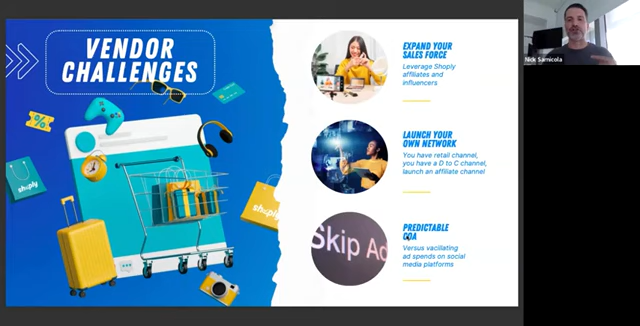 VENDOR
CHALLENGES
%
shoply
shoply
EXPAND YOUR
SALES FORCE
Leverage Shoply
affiliates and
influencers
LAUNCH YOUR
OWN NETWORK
You have retail channel,
you have a D to C channel,
launch an affiliate channel
Skip Ad
PREDICTABLE
COA
Versus vacillating
ad spends on social
media platforms
Nick Sarnicola